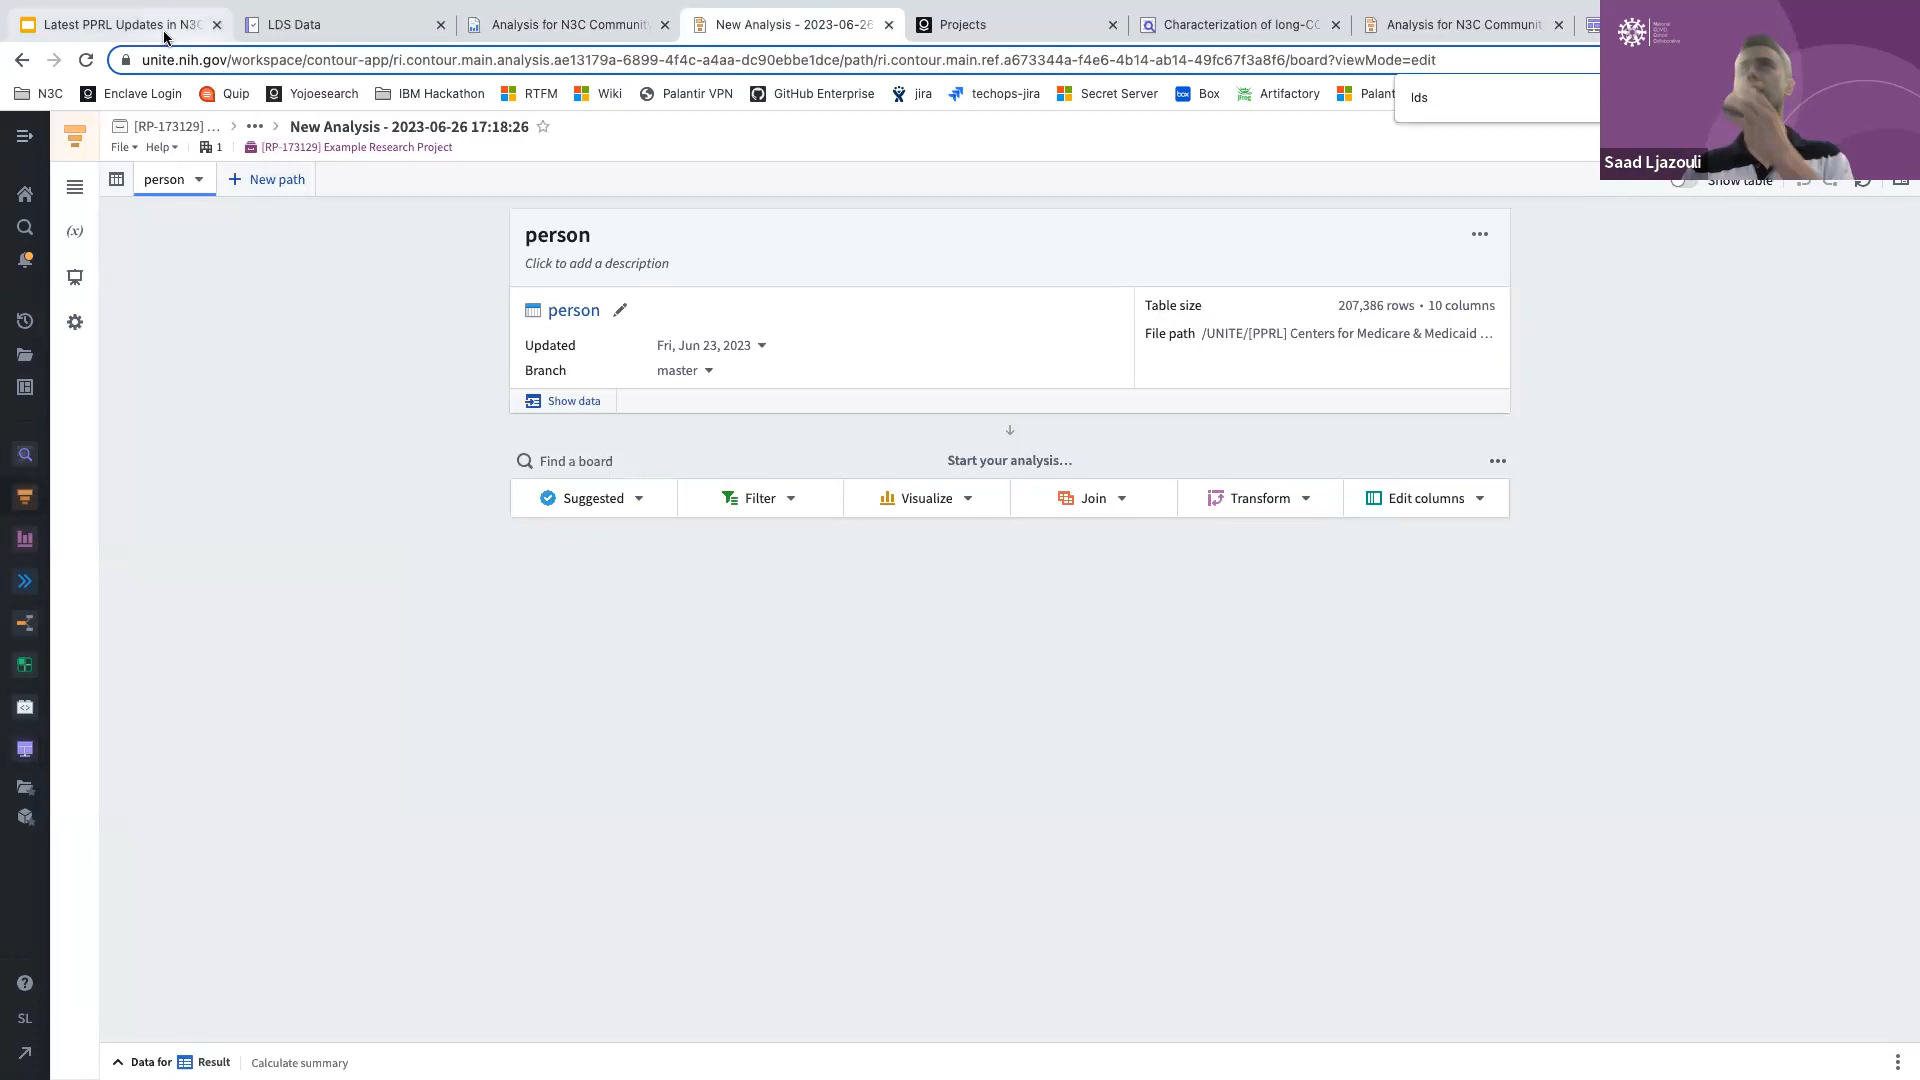 Latest PPRL Updates in N3C
LDS Data
Analysis for N3C Communit
New Analysis - 2023-06-26
Projects
Characterization of long-CO
Analysis for N3C Communit
unite.nih.gov/workspace/contour-app/ri.contour.main.analysis.ae13179a-6899-4f4c-a4aa-dc90ebbe1dce/path/ri.contour.main.ref.a673344a-f4e6-4b14-ab14-49fc67f3a8f6/board?viewMode=edit
N3C
Enclave Login
Quip
Yojoesearch
IBM Hackathon
RTFM
Wiki
Palantir VPN
GitHub Enterprise
jira
techops-jira
Secret Server
Box
Artifactory
Palant
lds
[RP-173129] ...
New Analysis - 2023-06-26 17:18:26
File
Help
1
[RP-173129] Example Research Project
Saad Ljazouli
person
New path
Show table
(x)
person
Click to add a description
person
Table size 207,386 rows • 10 columns
File path /UNITE/[PPRL] Centers for Medicare & Medicaid ...
Updated Fri, Jun 23, 2023
Branch master
Show data
Find a board
Start your analysis...
Suggested
Filter
Visualize
Join
Transform
Edit columns
SL
Data for Result
Calculate summary